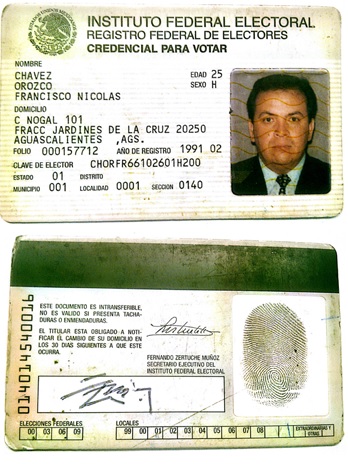 INSTITUTO FEDERAL ELECTORAL
REGISTRO FEDERAL DE ELECTORES
CREDENCIAL PARA VOTAR
NOMBRE
CHAVEZ
OROZCO
FRANCISCO NICOLAS
EDAD 25
SEXO H
DOMICILIO
C NOGAL 101
FRACC JARDINES DE LA CRUZ 20250
AGUASCALIENTES ,AGS.
FOLIO 000157712 AÑO DE REGISTRO 1991 02
CLAVE DE ELECTOR CHORFR66102601H200
ESTADO 01 DISTRITO
MUNICIPIO 001 LOCALIDAD 0001 SECCION 0140
0140145400016
ESTE DOCUMENTO ES INTRANSFERIBLE,
NO ES VALIDO SI PRESENTA TACHA-
DURAS O ENMENDADURAS.
EL TITULAR ESTA OBLIGADO A NOTI-
FICAR EL CAMBIO DE SU DOMICILIO EN
LOS 30 DIAS SIGUIENTES A QUE ESTE
OCURRA.
FERNANDO ZERTUCHE MUÑOZ
SECRETARIO EJECUTIVO DEL
INSTITUTO FEDERAL ELECTORAL
ELECCIONES FEDERALES
00 03 06 09
LOCALES
00 01 02 03 04 05 06 07 08
EXTRAORDINARIAS Y
OTRAS